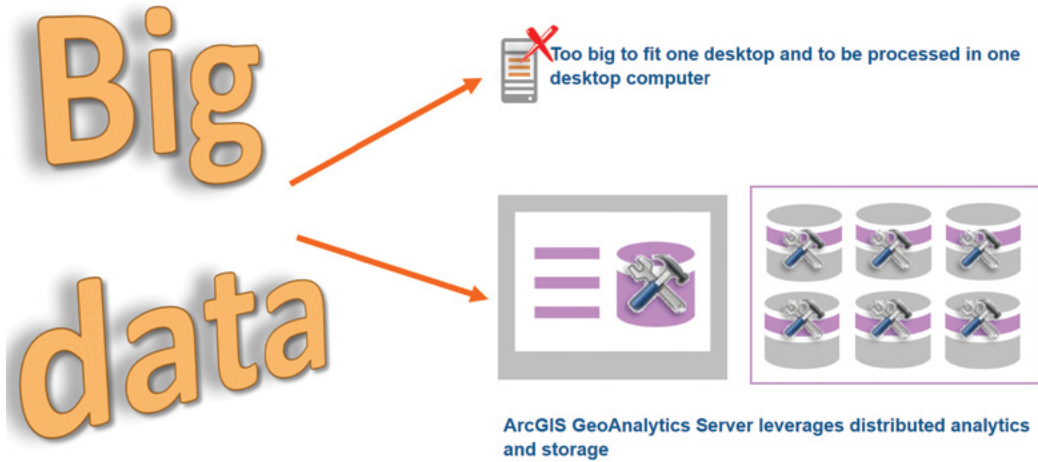 Big
data
Too big to fit one desktop and to be processed in one
desktop computer
ArcGIS GeoAnalytics Server leverages distributed analytics
and storage